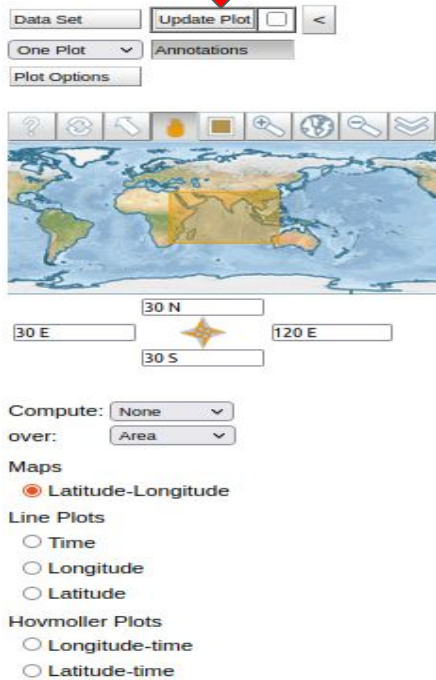 Data Set
Update Plot
<
One Plot
Annotations
Plot Options
?
30 N
30 E
120 E
30 S
Compute: None
over: Area
Maps
Latitude-Longitude
Line Plots
Time
Longitude
Latitude
Hovmoller Plots
Longitude-time
Latitude-time